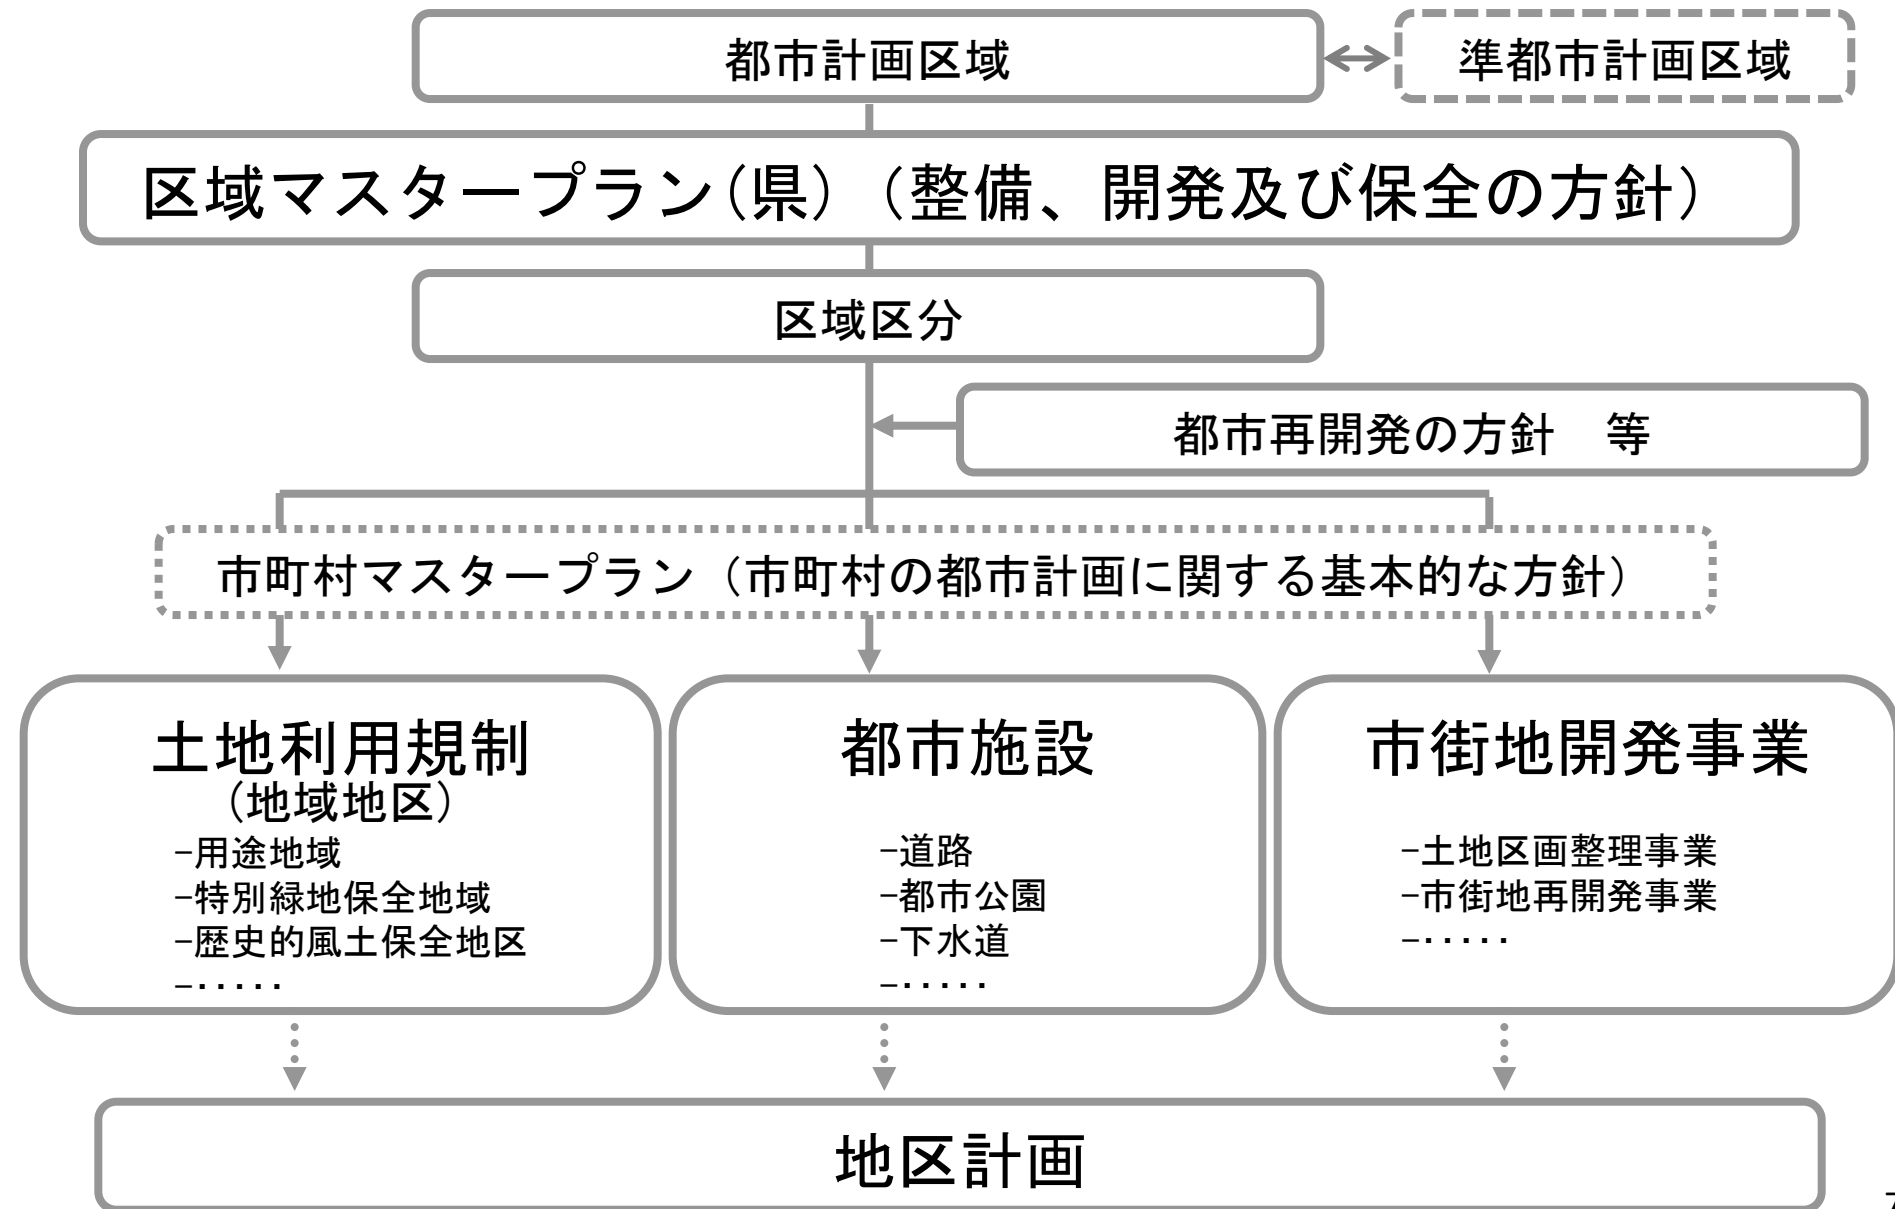 都市計画区域
準都市計画区域
区域マスタープラン(県)（整備、開発及び保全の方針）
区域区分
都市再開発の方針　等
市町村マスタープラン（市町村の都市計画に関する基本的な方針）
土地利用規制
（地域地区）
−用途地域
−特別緑地保全地域
−歴史的風土保全地区
−・・・・・
都市施設
−道路
−都市公園
−下水道
−・・・・・
市街地開発事業
−土地区画整理事業
−市街地再開発事業
−・・・・・
地区計画